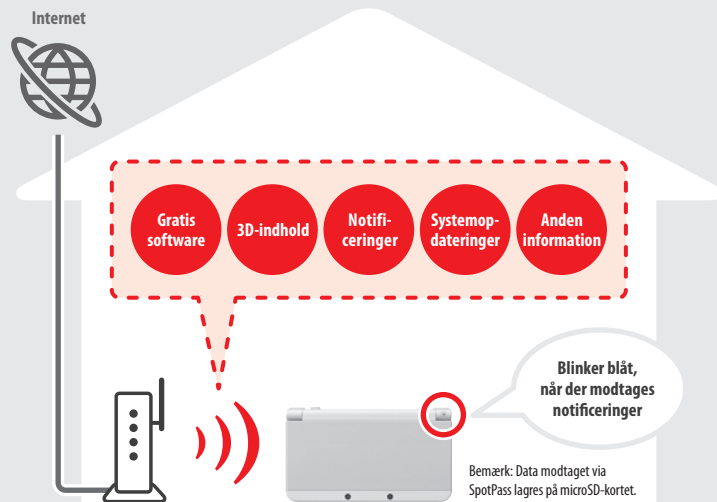 Internet
Gratis
software
3D-indhold
Notifi-
ceringer
Systemop-
dateringer
Anden
information
Blinker blåt,
når der modtages
notificeringer
Bemærk: Data modtaget via
SpotPass lagres på microSD-kortet.